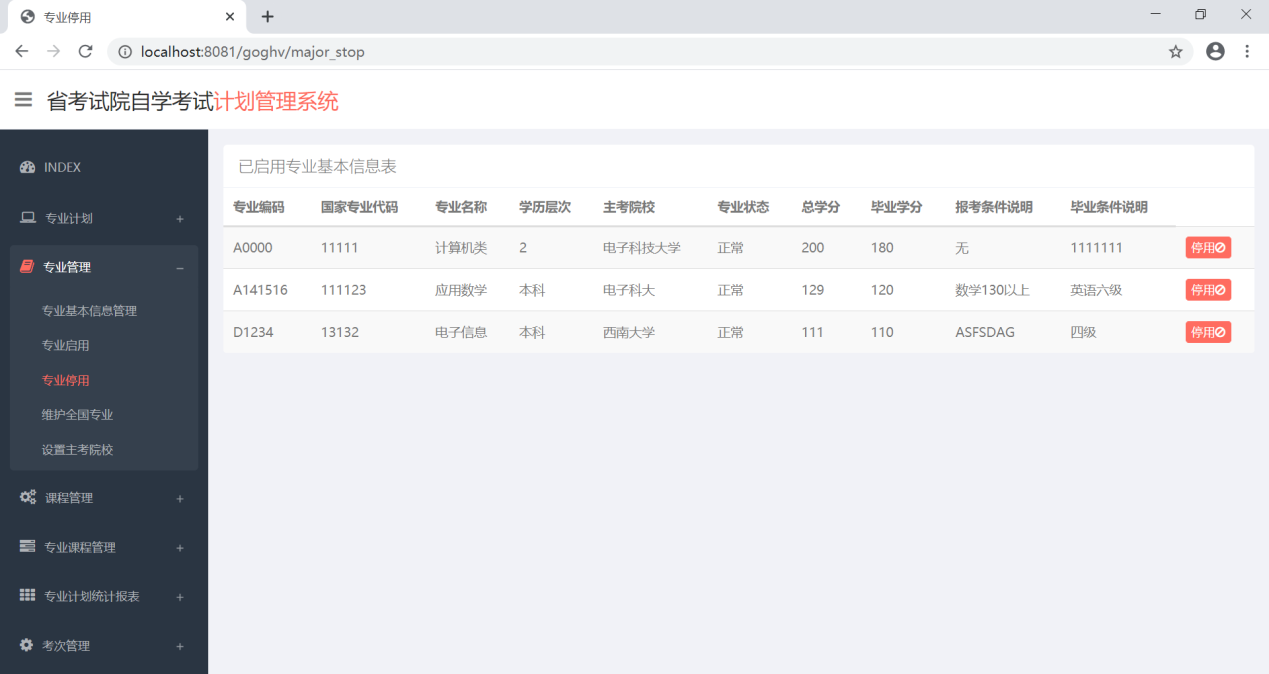 专业停用
localhost:8081/goghv/major_stop
省考试院自学考试计划管理系统
INDEX
专业计划 +
专业管理 –
专业基本信息管理
专业启用
专业停用
维护全国专业
设置主考院校
课程管理 +
专业课程管理 +
专业计划统计报表 +
考次管理 +
已启用专业基本信息表
专业编码 国家专业代码 专业名称 学历层次 主考院校 专业状态 总学分 毕业学分 报考条件说明 毕业条件说明
A0000 11111 计算机类 2 电子科技大学 正常 200 180 无 1111111 停用
A141516 111123 应用数学 本科 电子科大 正常 129 120 数学130以上 英语六级 停用
D1234 13132 电子信息 本科 西南大学 正常 111 110 ASFSDAG 四级 停用